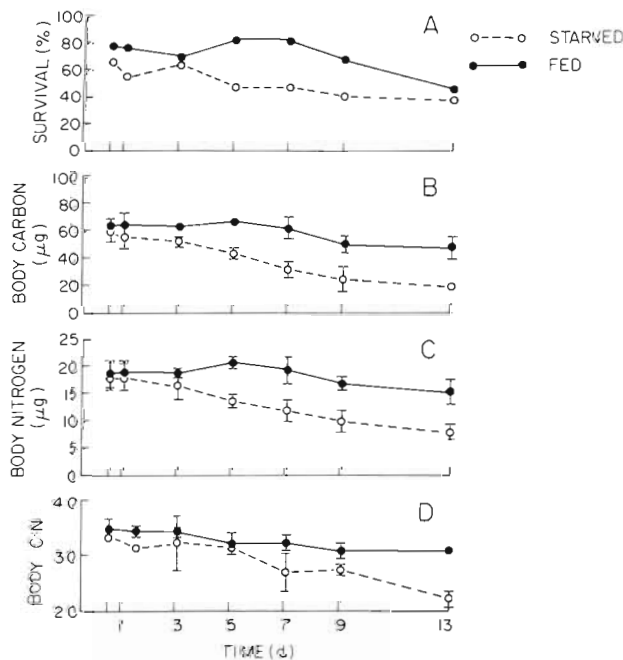 A
STARVED
FED
SURVIVAL (%)
100
80
60
40
20
0
B
BODY CARBON
(µg)
100
80
60
40
20
0
C
BODY NITROGEN
(µg)
25
20
15
10
5
0
D
BODY C:N
4.0
3.0
2.0
1 3 5 7 9 13
TIME (d)